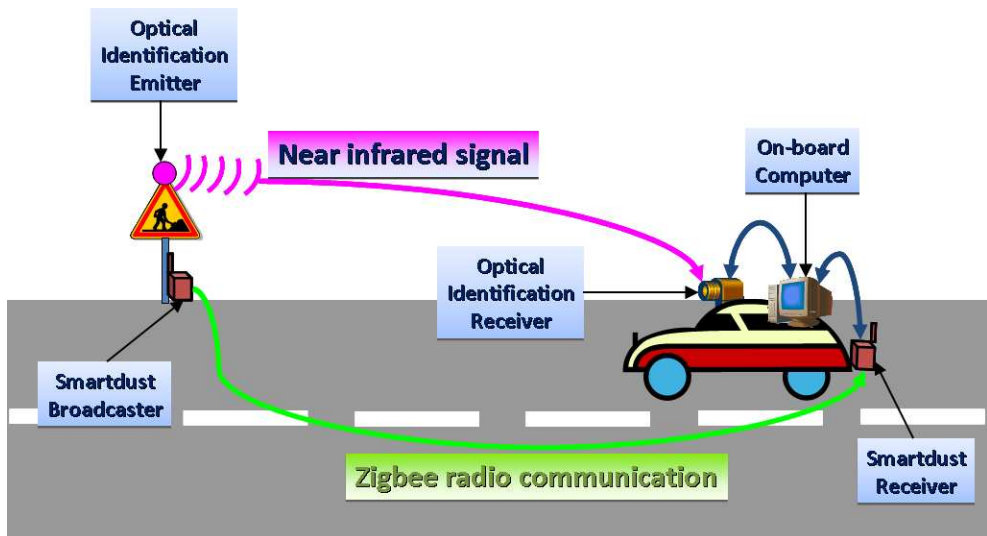 Optical
Identification
Emitter
Near infrared signal
On-board
Computer
Optical
Identification
Receiver
Smartdust
Broadcaster
Zigbee radio communication
Smartdust
Receiver